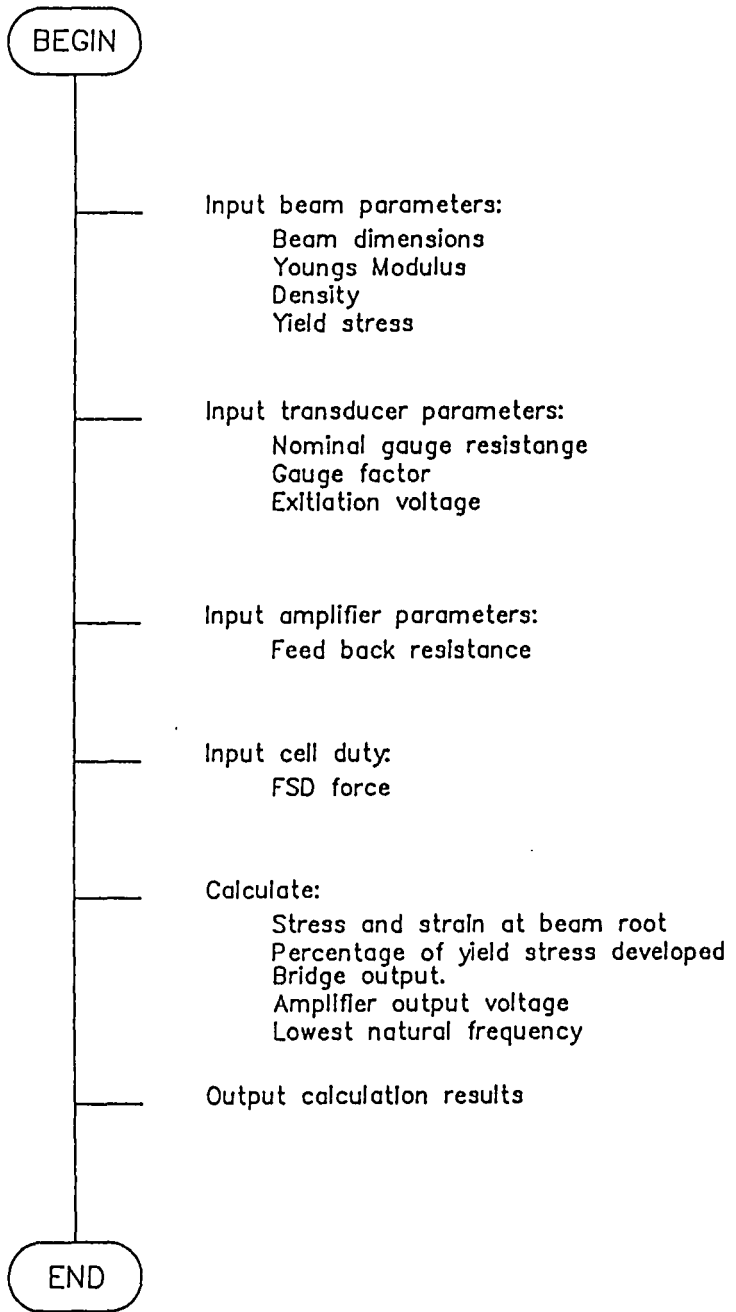 BEGIN
Input beam parameters:
Beam dimensions
Youngs Modulus
Density
Yield stress
Input transducer parameters:
Nominal gauge resistange
Gauge factor
Exitiation voltage
Input amplifier parameters:
Feed back resistance
Input cell duty:
FSD force
Calculate:
Stress and strain at beam root
Percentage of yield stress developed
Bridge output.
Amplifier output voltage
Lowest natural frequency
Output calculation results
END